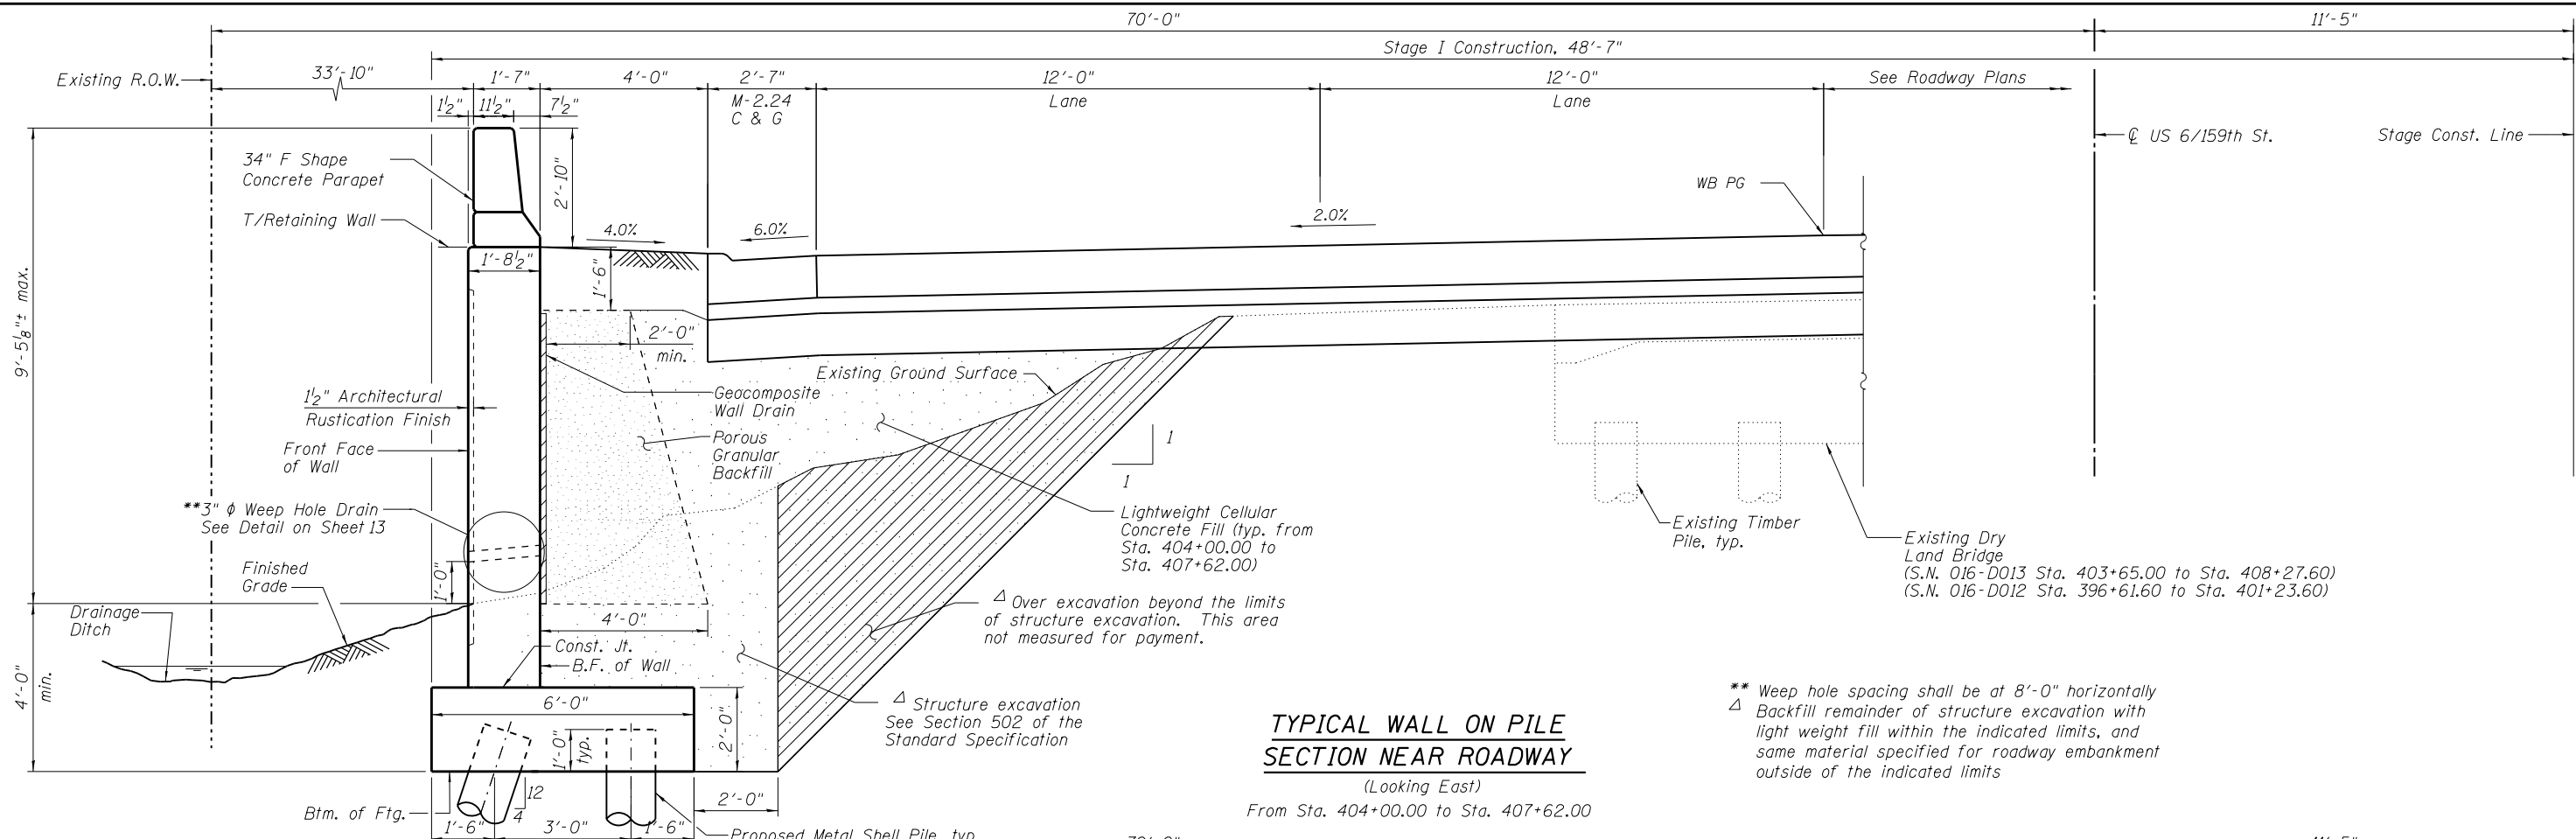 70'-0"
11'-5"
Stage I Construction, 48'-7"
Existing R.O.W.
33'-10"
1'-7"
4'-0"
2'-7"
12'-0"
12'-0"
See Roadway Plans
1½"
11½"
7½"
M-2.24
C & G
Lane
Lane
℄ US 6/159th St.
Stage Const. Line
34" F Shape
Concrete Parapet
2'-10"
WB PG
T/Retaining Wall
4.0%
6.0%
2.0%
1'-8½"
1'-6"
9'-5⅛"± max.
2'-0"
min.
Existing Ground Surface
1½" Architectural
Rustication Finish
Geocomposite
Wall Drain
Porous
Granular
Backfill
Front Face
of Wall
1
1
**3" ϕ Weep Hole Drain
See Detail on Sheet 13
Lightweight Cellular
Concrete Fill (typ. from
Sta. 404+00.00 to
Sta. 407+62.00)
Existing Timber
Pile, typ.
Existing Dry
Land Bridge
(S.N. 016-D013 Sta. 403+65.00 to Sta. 408+27.60)
(S.N. 016-D012 Sta. 396+61.60 to Sta. 401+23.60)
Finished
Grade
1'-0"
Drainage
Ditch
△ Over excavation beyond the limits
of structure excavation. This area
not measured for payment.
4'-0"
Const. Jt.
B.F. of Wall
4'-0"
min.
6'-0"
2'-0"
1'-0"
typ.
△ Structure excavation
See Section 502 of the
Standard Specification
** Weep hole spacing shall be at 8'-0" horizontally
△ Backfill remainder of structure excavation with
light weight fill within the indicated limits, and
same material specified for roadway embankment
outside of the indicated limits
TYPICAL WALL ON PILE
SECTION NEAR ROADWAY
(Looking East)
From Sta. 404+00.00 to Sta. 407+62.00
Btm. of Ftg.
12
4
2'-0"
1'-6"
3'-0"
1'-6"
Proposed Metal Shell Pile, typ.
70'-0"
11'-5"